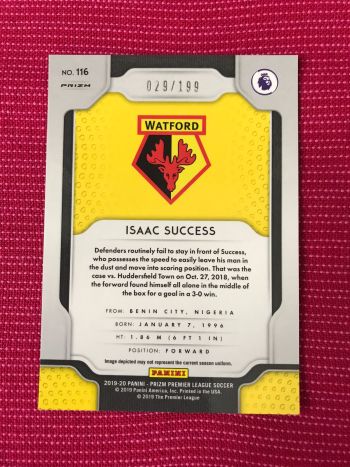 NO. 116
PRIZM
029/199
WATFORD
ISAAC SUCCESS
Defenders routinely fail to stay in front of Success,
who possesses the speed to easily leave his man in
the dust and move into scoring position. That was the
case vs. Huddersfield Town on Oct. 27, 2018, when
the forward found himself all alone in the middle of
the box for a goal in a 3-0 win.
FROM: BENIN CITY, NIGERIA
BORN: JANUARY 7, 1996
HT: 1.86 M (6 FT 1 IN)
POSITION: FORWARD
Image depicted may not represent the current season uniform.
PANINI
2019-20 PANINI - PRIZM PREMIER LEAGUE SOCCER
© 2019 Panini America, Inc. Printed in the USA.
© 2019 The Premier League